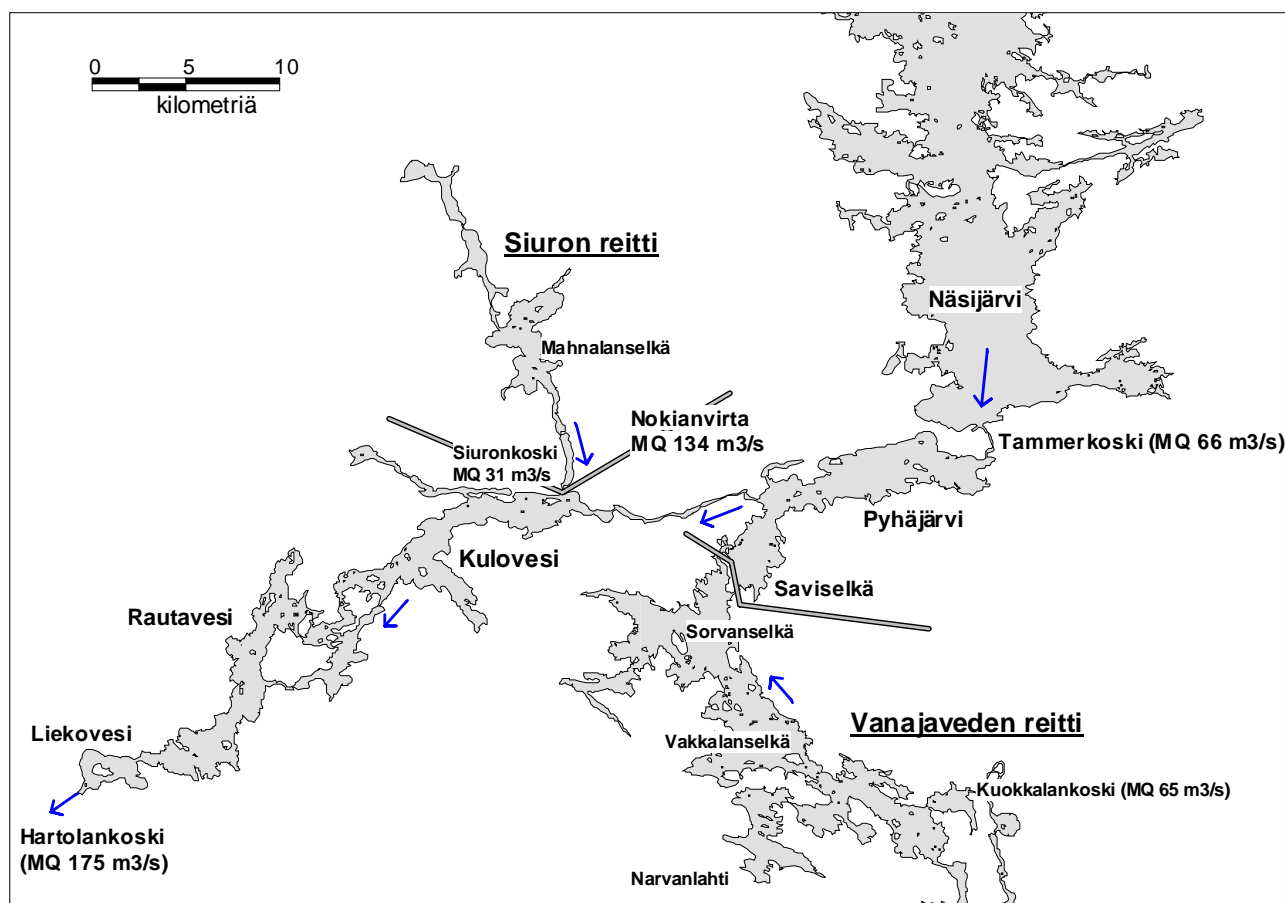 0 5 10
kilometriä
Siuron reitti
Näsijärvi
Mahnalanselkä
Nokianvirta
MQ 134 m3/s
Siuronkoski
MQ 31 m3/s
Tammerkoski (MQ 66 m3/s)
Pyhäjärvi
Kulovesi
Saviselkä
Rautavesi
Sorvanselkä
Vanajaveden reitti
Liekovesi
Vakkalanselkä
Kuokkalankoski (MQ 65 m3/s)
Hartolankoski
(MQ 175 m3/s)
Narvanlahti